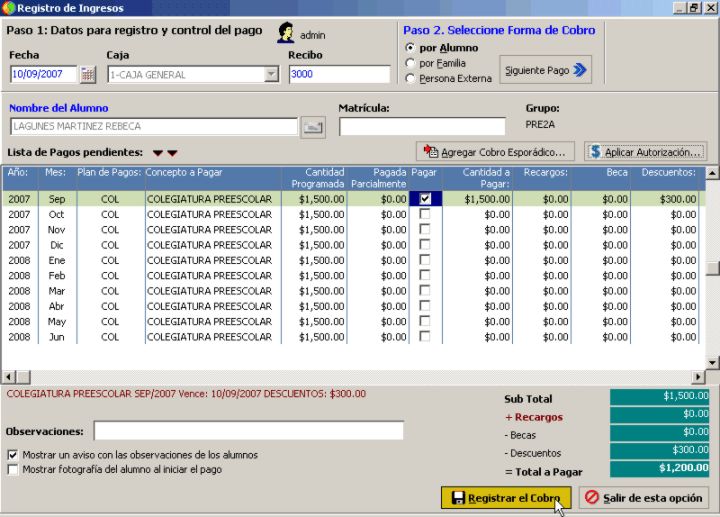 Registro de Ingresos
Paso 1: Datos para registro y control del pago admin
Paso 2. Seleccione Forma de Cobro
Fecha Caja Recibo
10/09/2007 1-CAJA GENERAL 3000
por Alumno
por Familia
Persona Externa
Siguiente Pago
Nombre del Alumno Matrícula: Grupo:
LAGUNES MARTINEZ REBECA PRE2A
Lista de Pagos pendientes: Agregar Cobro Esporádico... Aplicar Autorización...
Año: Mes: Plan de Pagos: Concepto a Pagar Cantidad Programada Pagada Parcialmente Pagar Cantidad a Pagar: Recargos: Beca Descuentos:
2007 Sep COL COLEGIATURA PREESCOLAR $1,500.00 $0.00 $1,500.00 $0.00 $0.00 $300.00
2007 Oct COL COLEGIATURA PREESCOLAR $1,500.00 $0.00 $0.00 $0.00 $0.00 $0.00
2007 Nov COL COLEGIATURA PREESCOLAR $1,500.00 $0.00 $0.00 $0.00 $0.00 $0.00
2007 Dic COL COLEGIATURA PREESCOLAR $1,500.00 $0.00 $0.00 $0.00 $0.00 $0.00
2008 Ene COL COLEGIATURA PREESCOLAR $1,500.00 $0.00 $0.00 $0.00 $0.00 $0.00
2008 Feb COL COLEGIATURA PREESCOLAR $1,500.00 $0.00 $0.00 $0.00 $0.00 $0.00
2008 Mar COL COLEGIATURA PREESCOLAR $1,500.00 $0.00 $0.00 $0.00 $0.00 $0.00
2008 Abr COL COLEGIATURA PREESCOLAR $1,500.00 $0.00 $0.00 $0.00 $0.00 $0.00
2008 May COL COLEGIATURA PREESCOLAR $1,500.00 $0.00 $0.00 $0.00 $0.00 $0.00
2008 Jun COL COLEGIATURA PREESCOLAR $1,500.00 $0.00 $0.00 $0.00 $0.00 $0.00
COLEGIATURA PREESCOLAR SEP/2007 Vence: 10/09/2007 DESCUENTOS: $300.00
Sub Total $1,500.00
+ Recargos $0.00
Observaciones:
- Becas $0.00
Mostrar un aviso con las observaciones de los alumnos
- Descuentos $300.00
Mostrar fotografía del alumno al iniciar el pago
= Total a Pagar $1,200.00
Registrar el Cobro Salir de esta opción